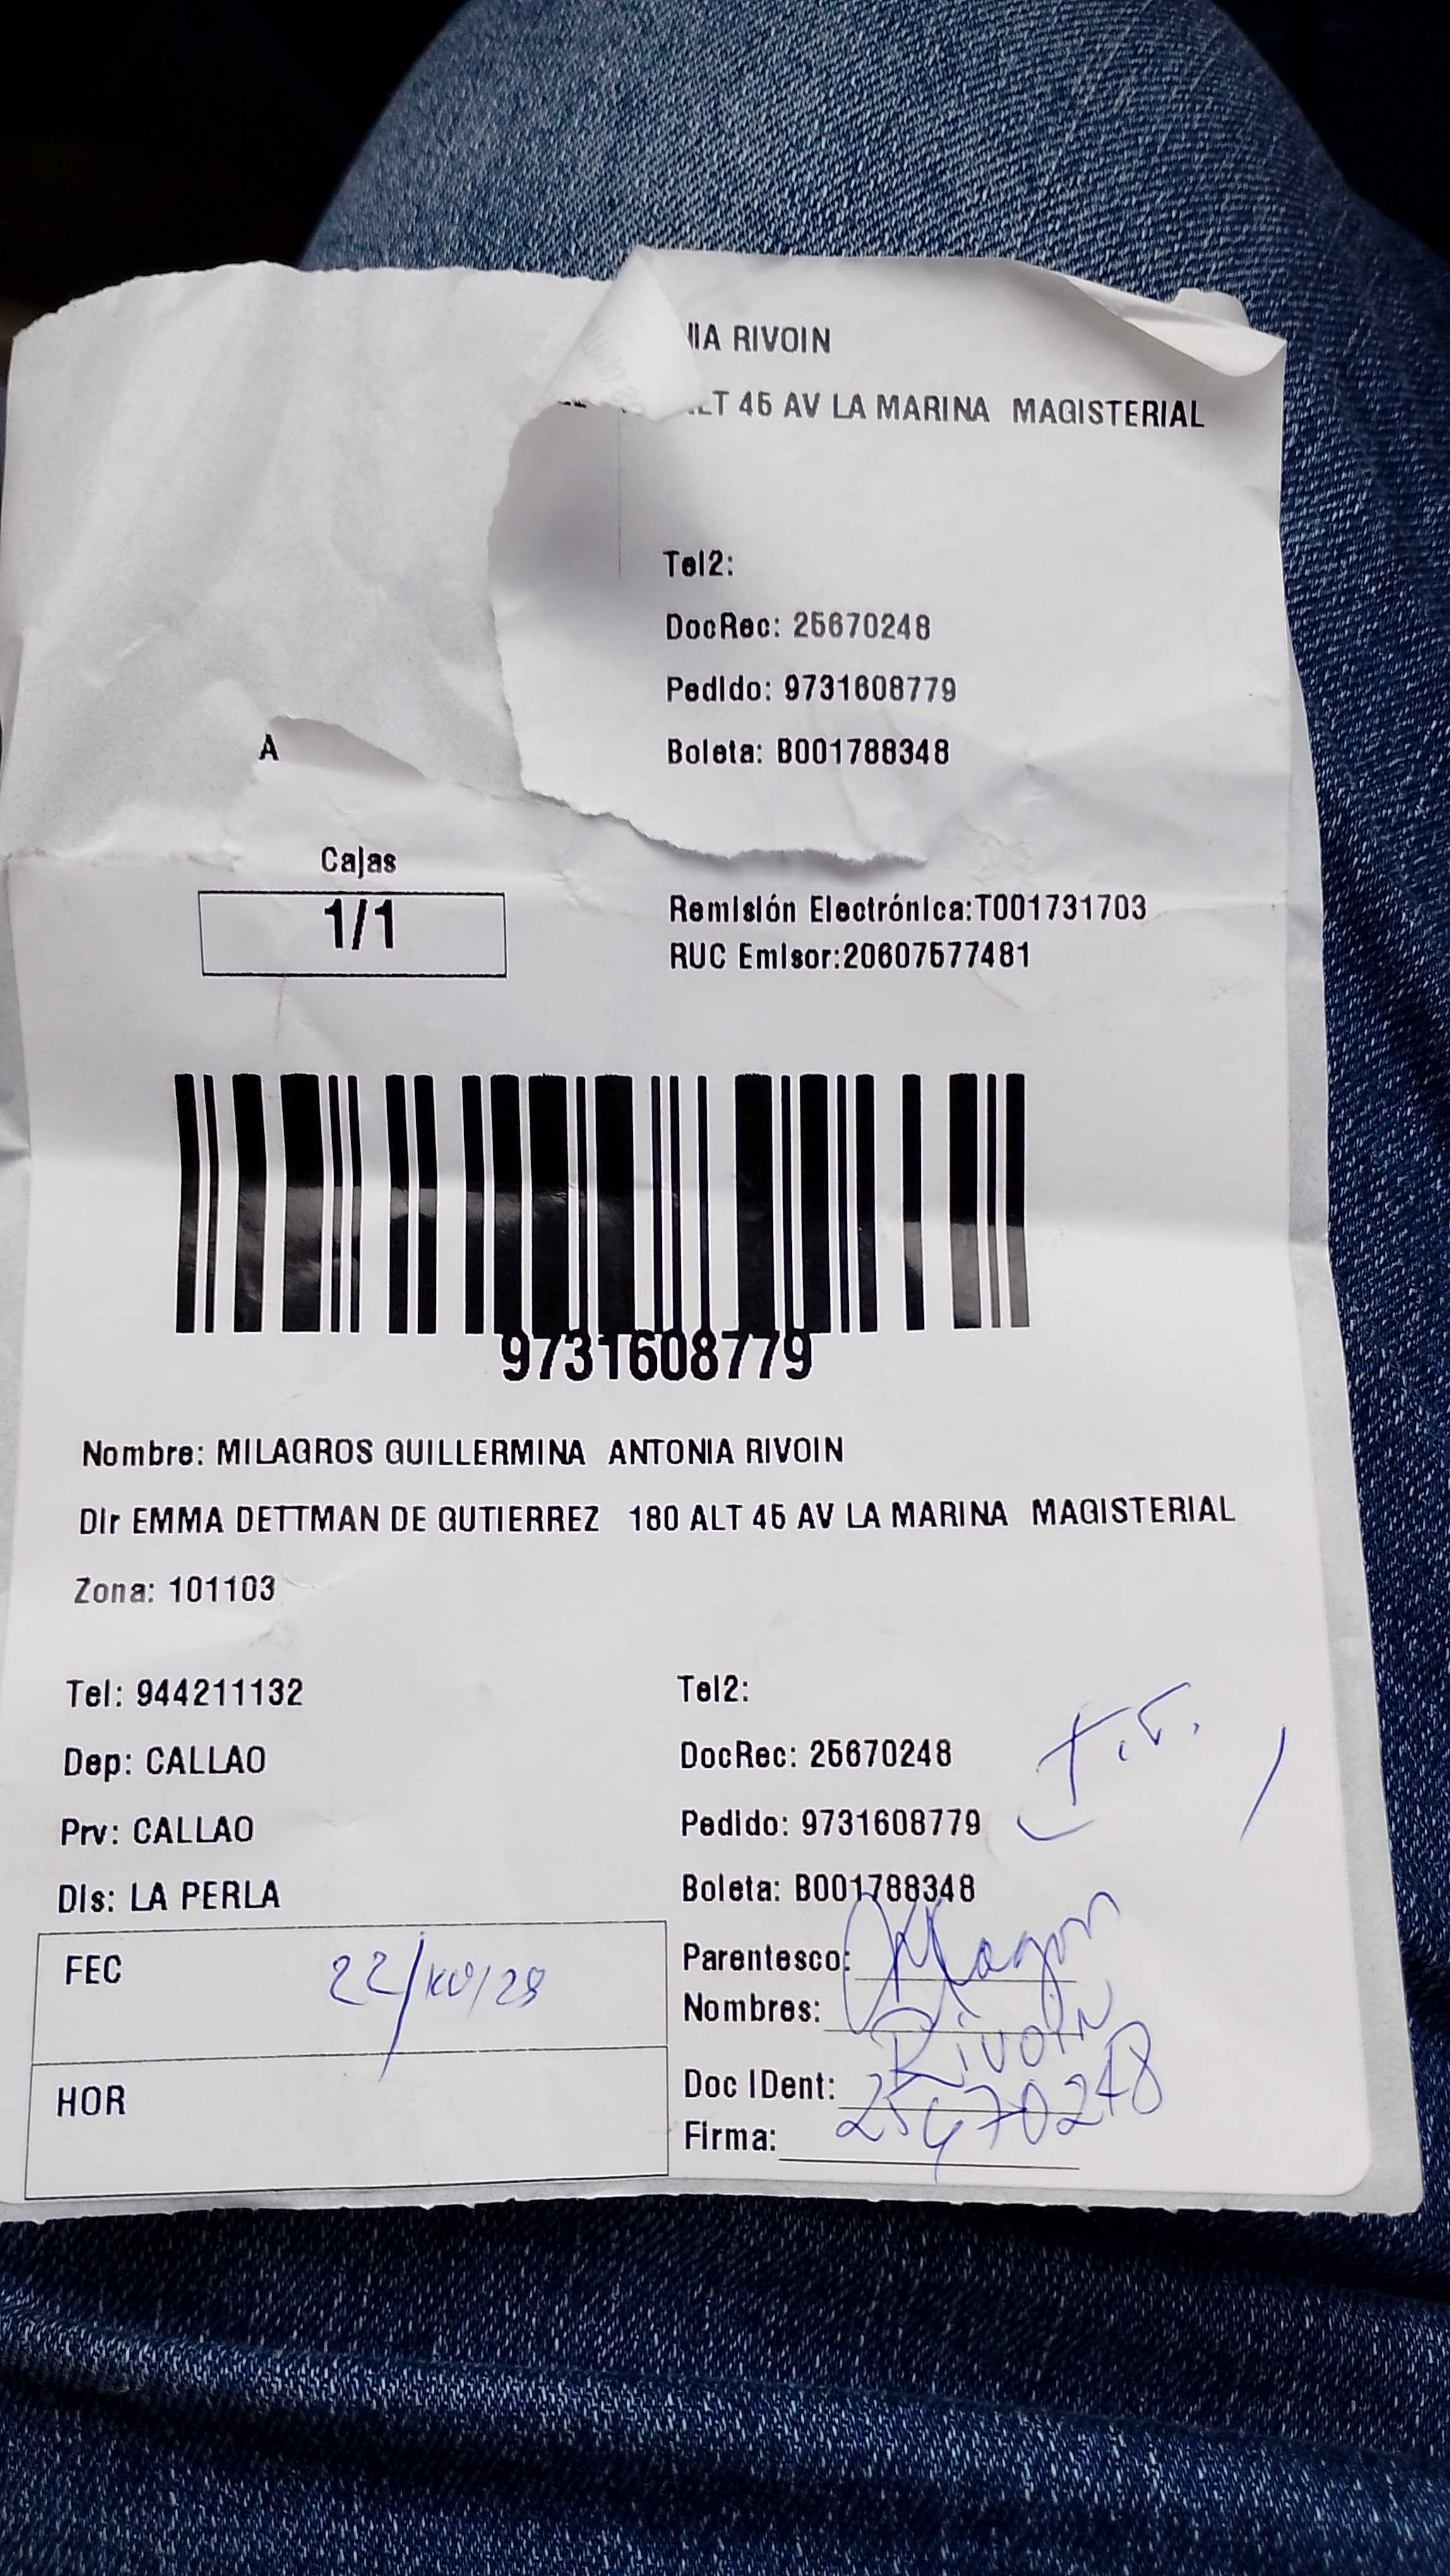 IA RIVOIN
ALT 45 AV LA MARINA MAGISTERIAL
Tel2:
DocRec: 25670248
Pedido: 9731608779
Boleta: B001788348
A
Cajas
1/1
Remisión Electrónica:T001731703
RUC Emisor:20607577481
9731608779
Nombre: MILAGROS GUILLERMINA ANTONIA RIVOIN
Dir EMMA DETTMAN DE GUTIERREZ 180 ALT 45 AV LA MARINA MAGISTERIAL
Zona: 101103
Tel: 944211132
Tel2:
Dep: CALLAO
DocRec: 25670248
Prv: CALLAO
Pedido: 9731608779
Dis: LA PERLA
Boleta: B001788348
FEC
Parentesco:
Nombres: Rivoin
HOR
Doc IDent: 25670248
Firma: